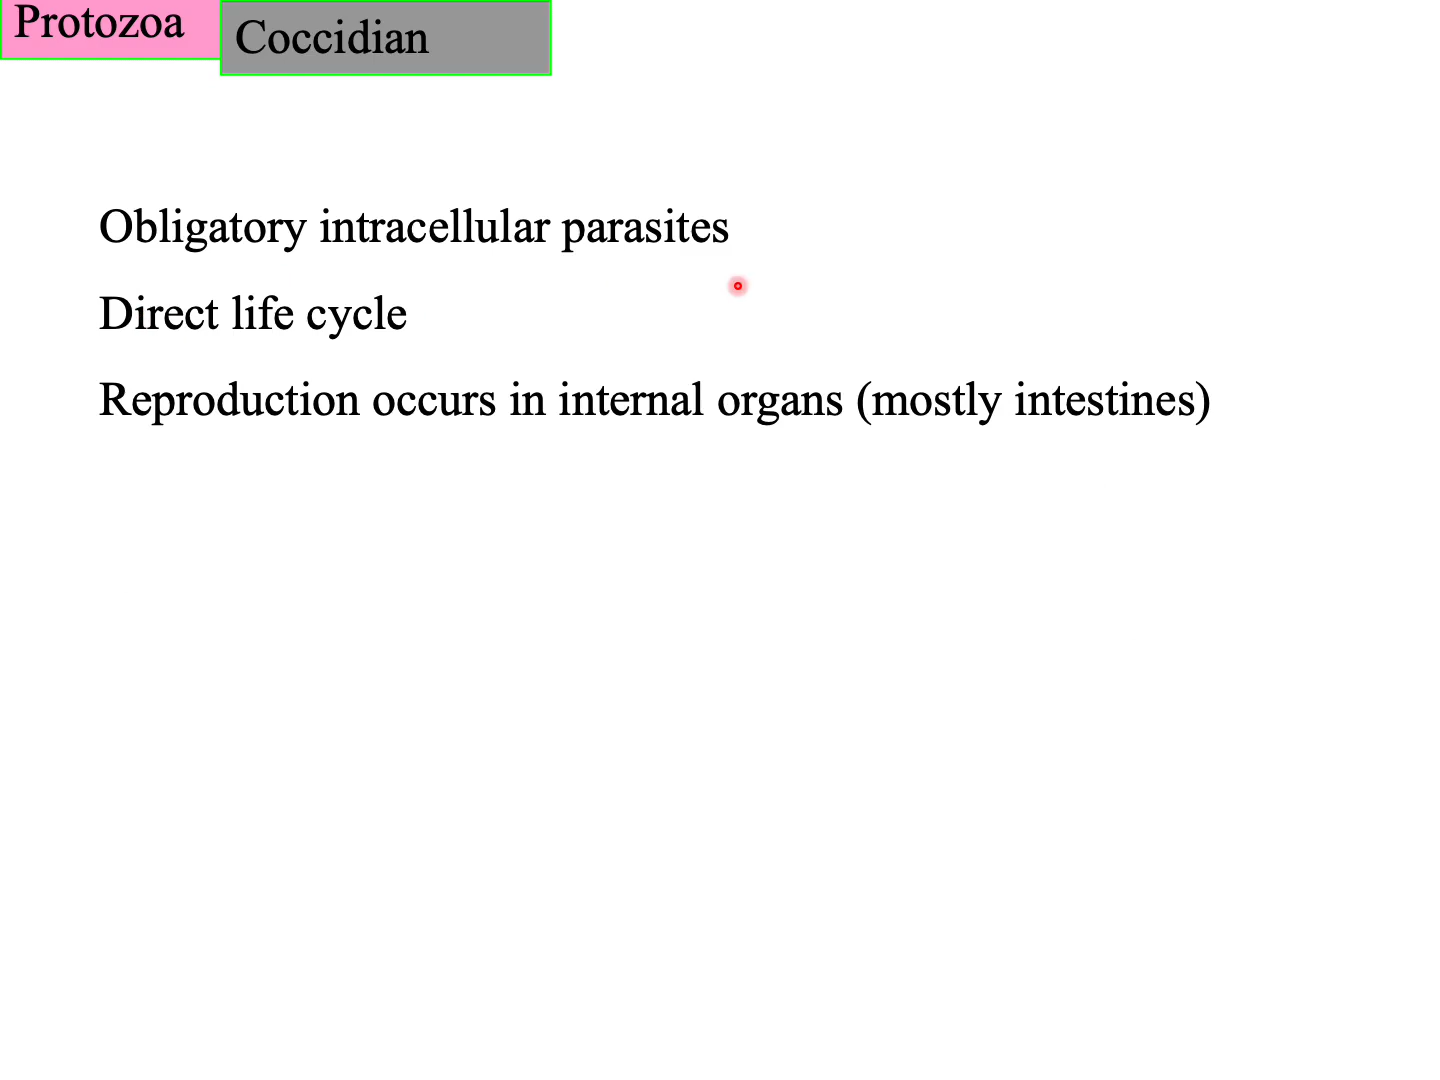 Protozoa
Coccidian
Obligatory intracellular parasites
Direct life cycle
Reproduction occurs in internal organs (mostly intestines)